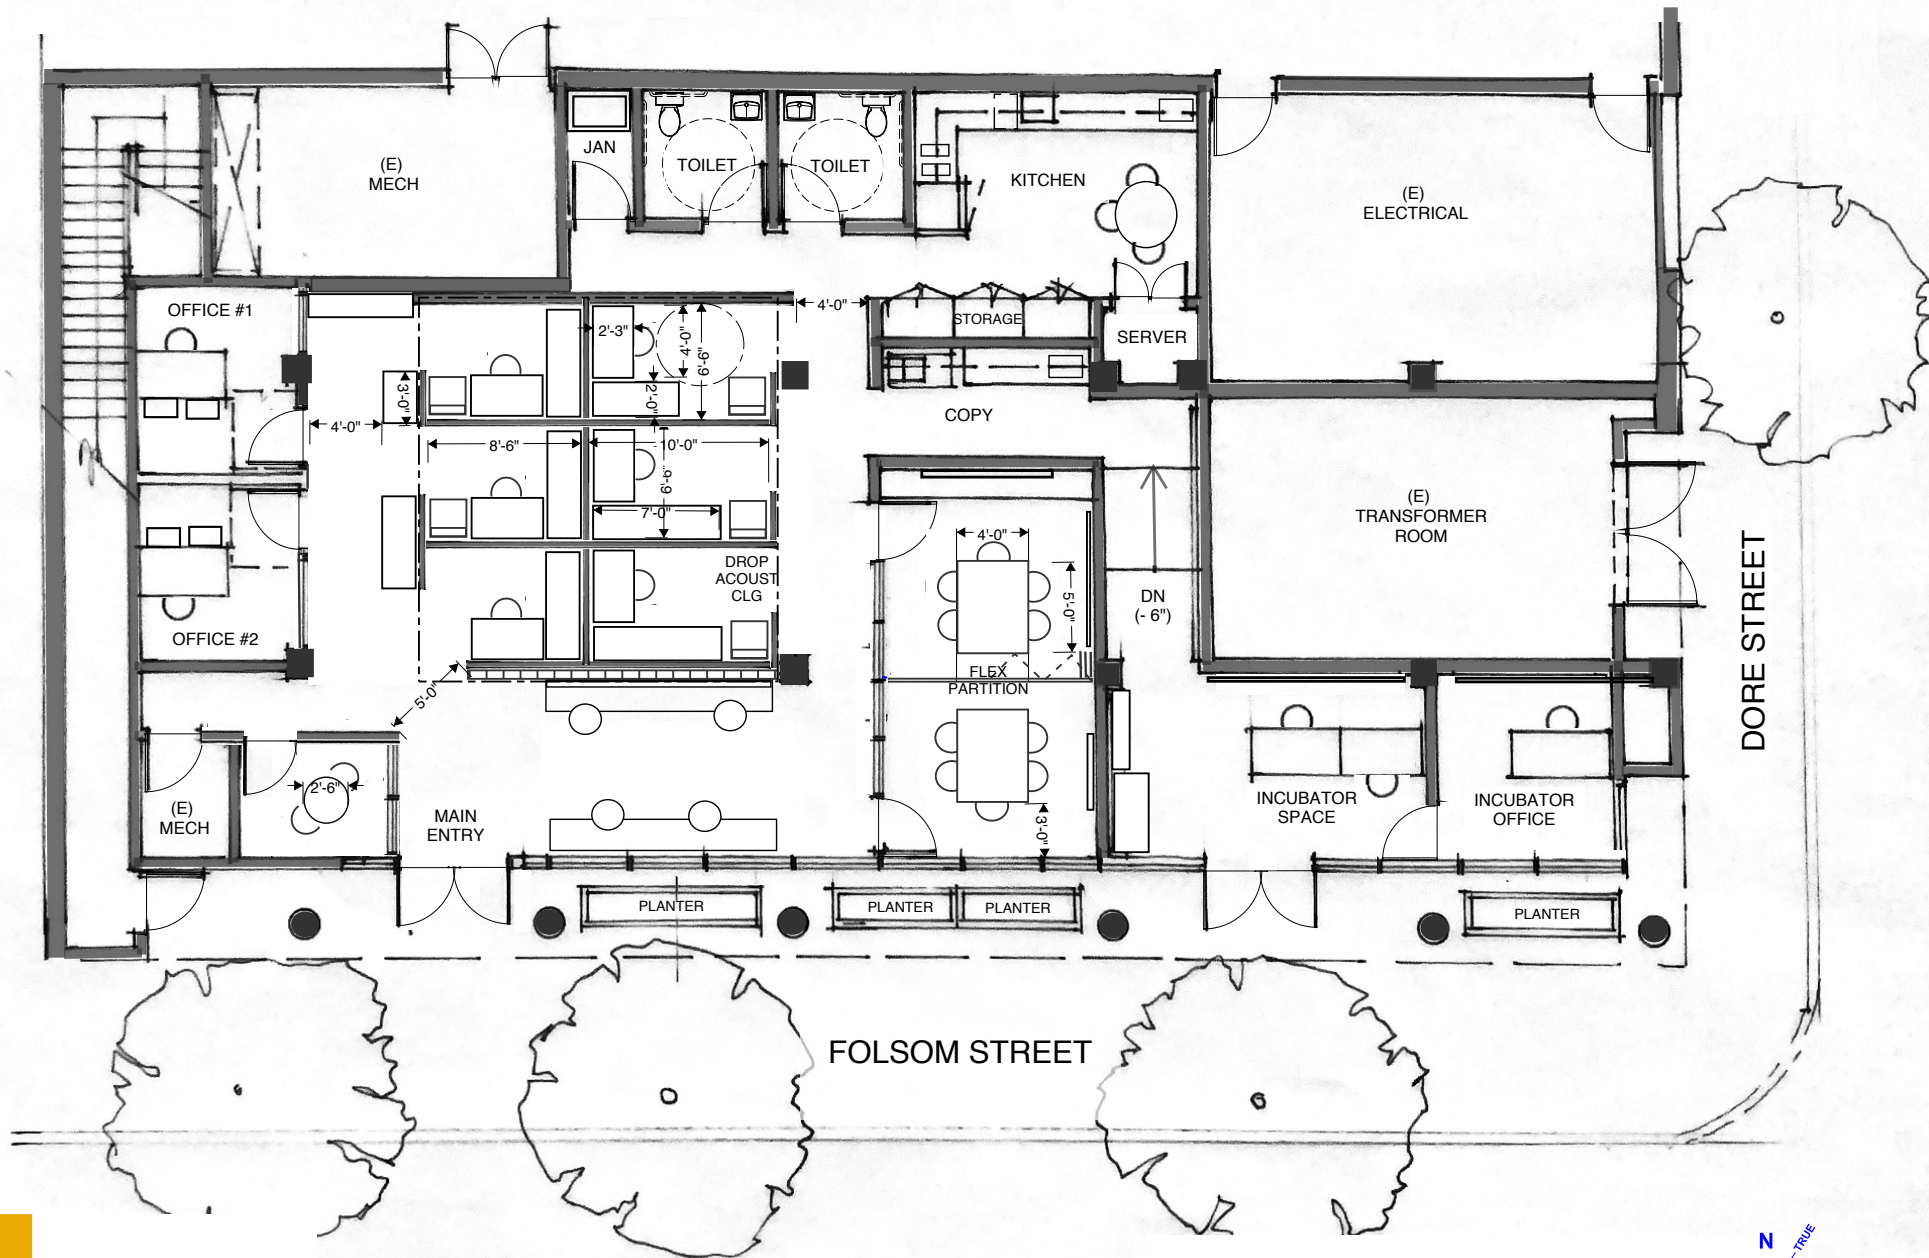 (E)
MECH
JAN
TOILET
TOILET
KITCHEN
(E)
ELECTRICAL
OFFICE #1
4'-0"
STORAGE
SERVER
2'-3"
4'-0"
6'-6"
2'-0"
3'-0"
4'-0"
COPY
8'-6"
10'-0"
6'-6"
7'-0"
(E)
TRANSFORMER
ROOM
4'-0"
5'-0"
DROP
ACOUST
CLG
DN
(- 6")
OFFICE #2
FLEX
PARTITION
5'-0"
DORE STREET
2'-6"
(E)
MECH
MAIN
ENTRY
3'-0"
INCUBATOR
SPACE
INCUBATOR
OFFICE
PLANTER
PLANTER
PLANTER
PLANTER
FOLSOM STREET
N
TRUE